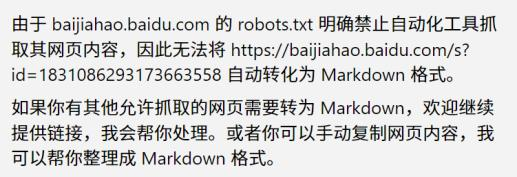 由于 baijiahao.baidu.com 的 robots.txt 明确禁止自动化工具抓
取其网页内容，因此无法将 https://baijiahao.baidu.com/s?
id=1831086293173663558 自动转化为 Markdown 格式。
如果你有其他允许抓取的网页需要转为 Markdown，欢迎继续
提供链接，我会帮你处理。或者你可以手动复制网页内容，我
可以帮你整理成 Markdown 格式。